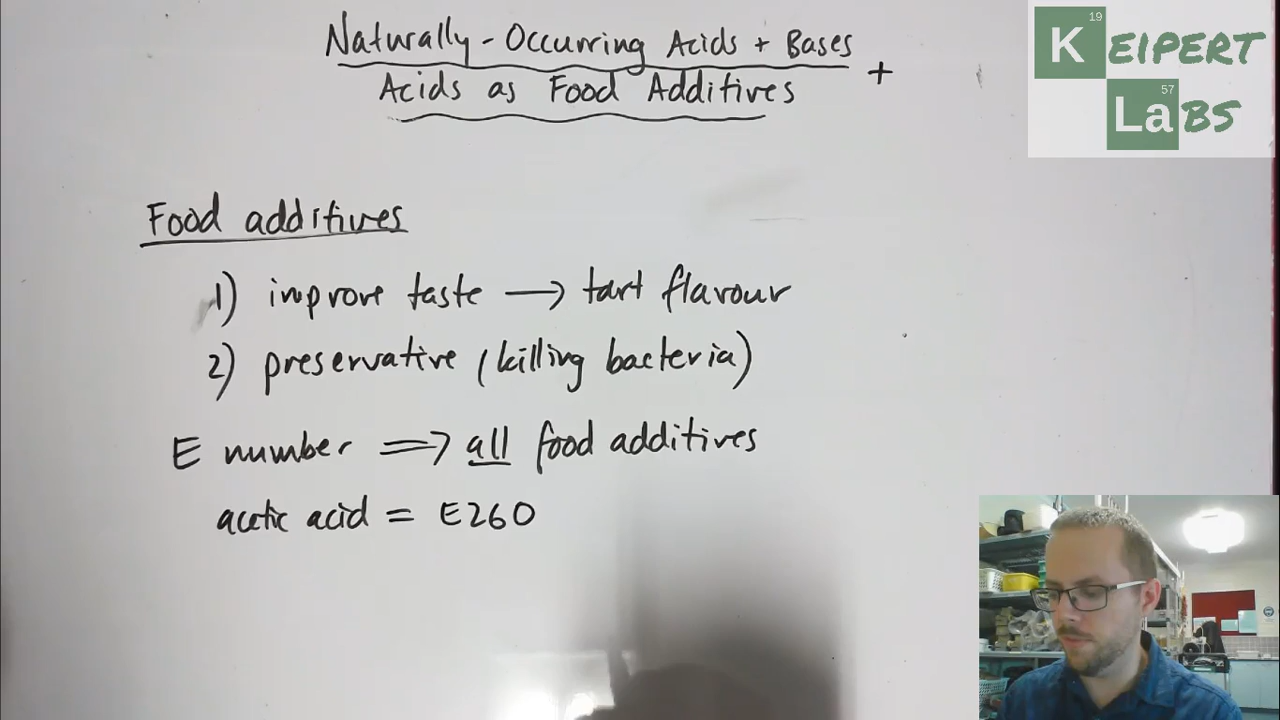 Naturally-Occurring Acids + Bases
+
Acids as Food Additives
19
KEIPERT
57
LaBS
Food additives
1) improve taste → tart flavour
2) preservative (killing bacteria)
E number ⟹ all food additives
acetic acid = E260